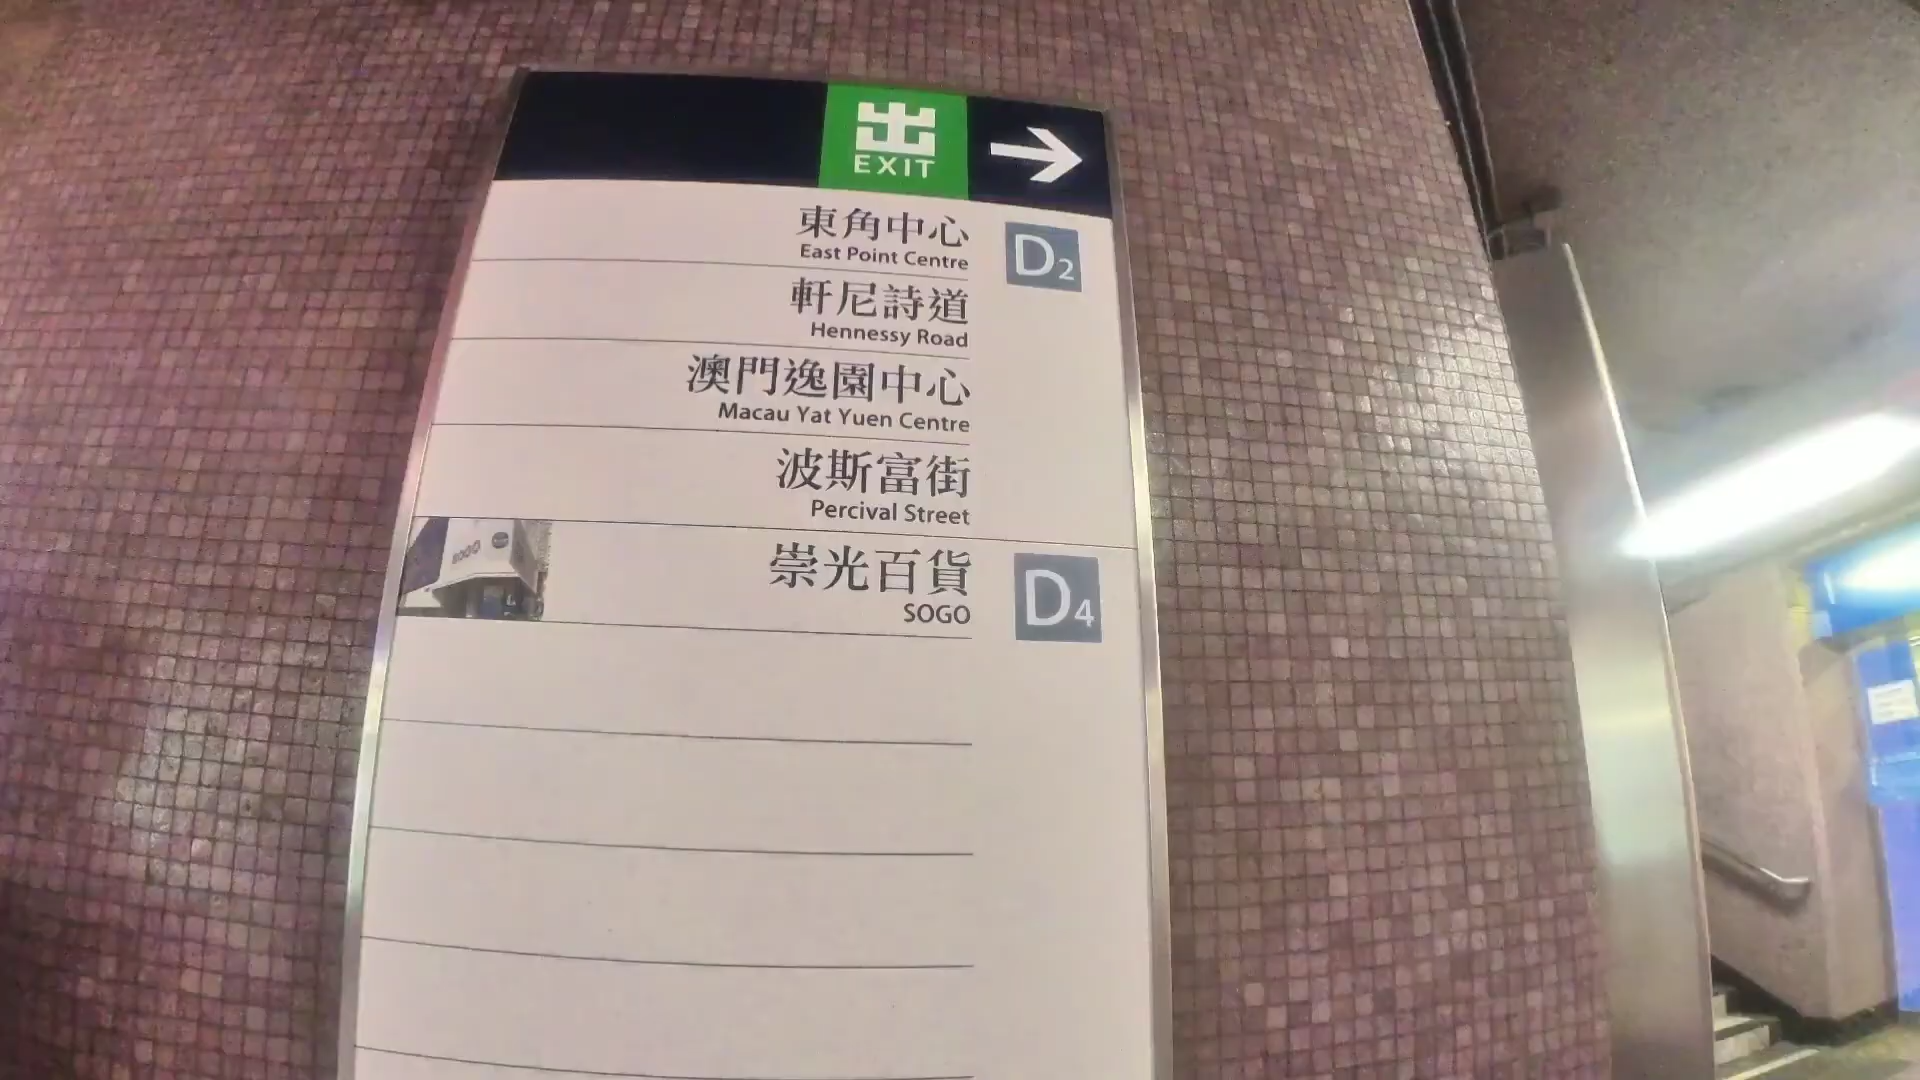 出
EXIT
東角中心
East Point Centre
D2
軒尼詩道
Hennessy Road
澳門逸園中心
Macau Yat Yuen Centre
波斯富街
Percival Street
SOGO
崇光百貨
SOGO
D4